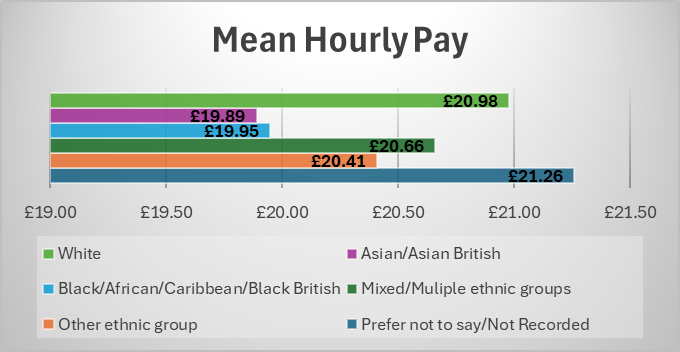 Mean Hourly Pay
£20.98
£19.89
£19.95
£20.66
£20.41
£21.26
£19.00 £19.50 £20.00 £20.50 £21.00 £21.50
White Asian/Asian British
Black/African/Caribbean/Black British Mixed/Muliple ethnic groups
Other ethnic group Prefer not to say/Not Recorded